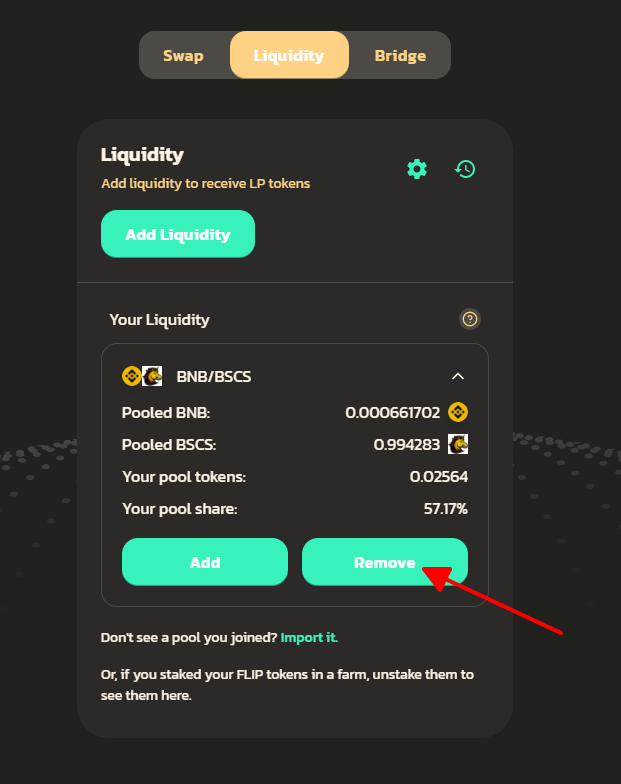 Swap Liquidity Bridge
Liquidity
Add liquidity to receive LP tokens
Add Liquidity
Your Liquidity ?
BNB/BSCS
Pooled BNB: 0.000661702
Pooled BSCS: 0.994283
Your pool tokens: 0.02564
Your pool share: 57.17%
Add Remove
Don't see a pool you joined? Import it.
Or, if you staked your FLIP tokens in a farm, unstake them to
see them here.